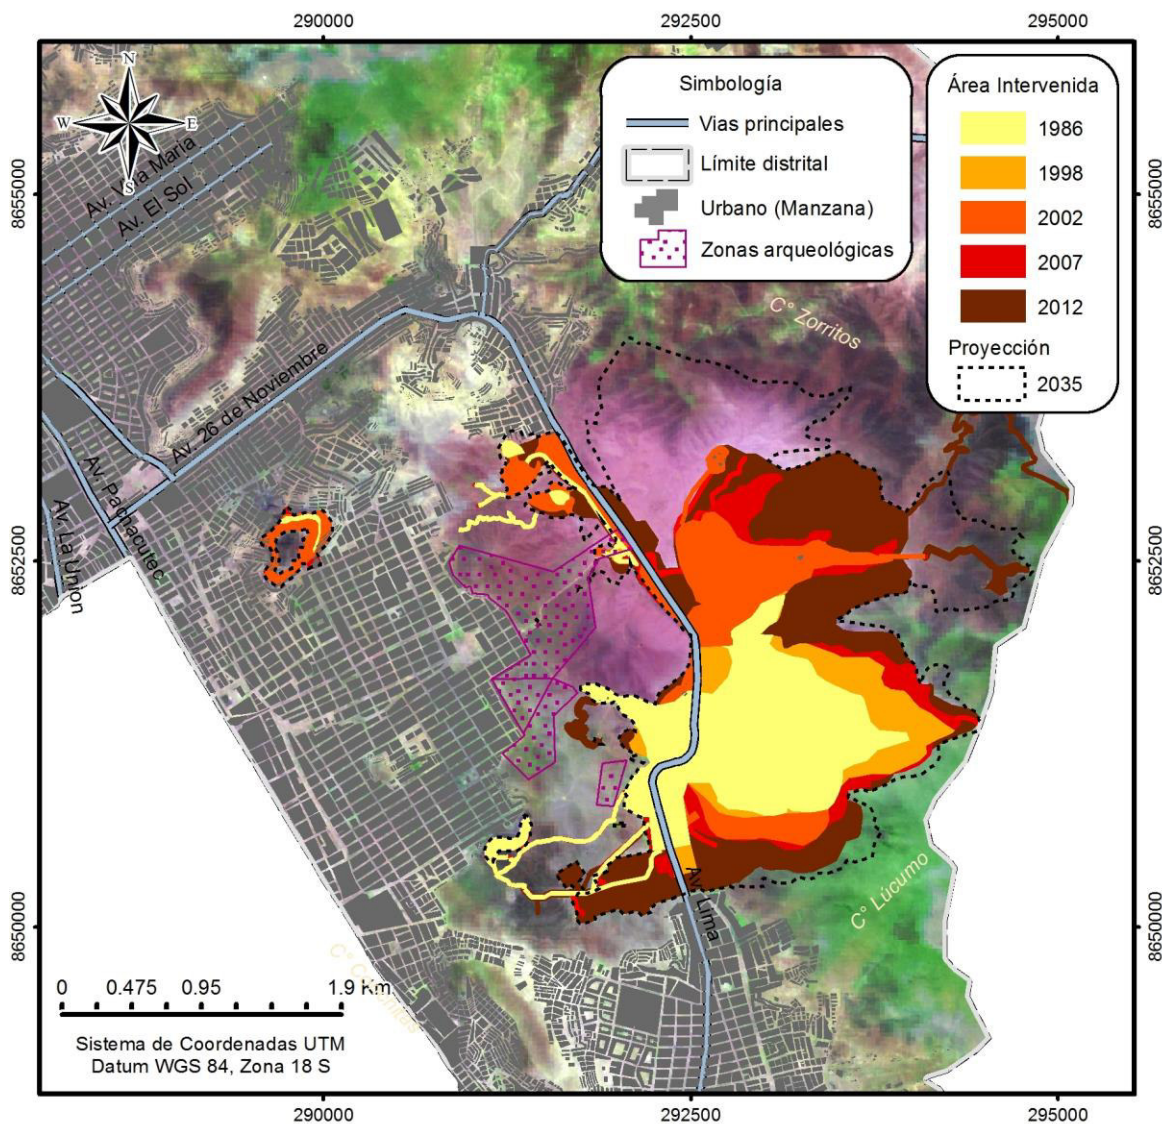 290000
292500
295000
N
W
E
S
Simbología
Vias principales
Límite distrital
Urbano (Manzana)
Zonas arqueológicas
Área Intervenida
1986
1998
2002
2007
2012
Proyección
2035
8655000
8655000
Av. Villa Maria
Av. El Sol
C° Zorritos
Av. 26 de Noviembre
Av. Pachacutec
Av. La Union
8652500
8652500
C° Lúcumo
Av. Lima
8650000
8650000
0
0.475
0.95
1.9 Km
Sistema de Coordenadas UTM
Datum WGS 84, Zona 18 S
290000
292500
295000